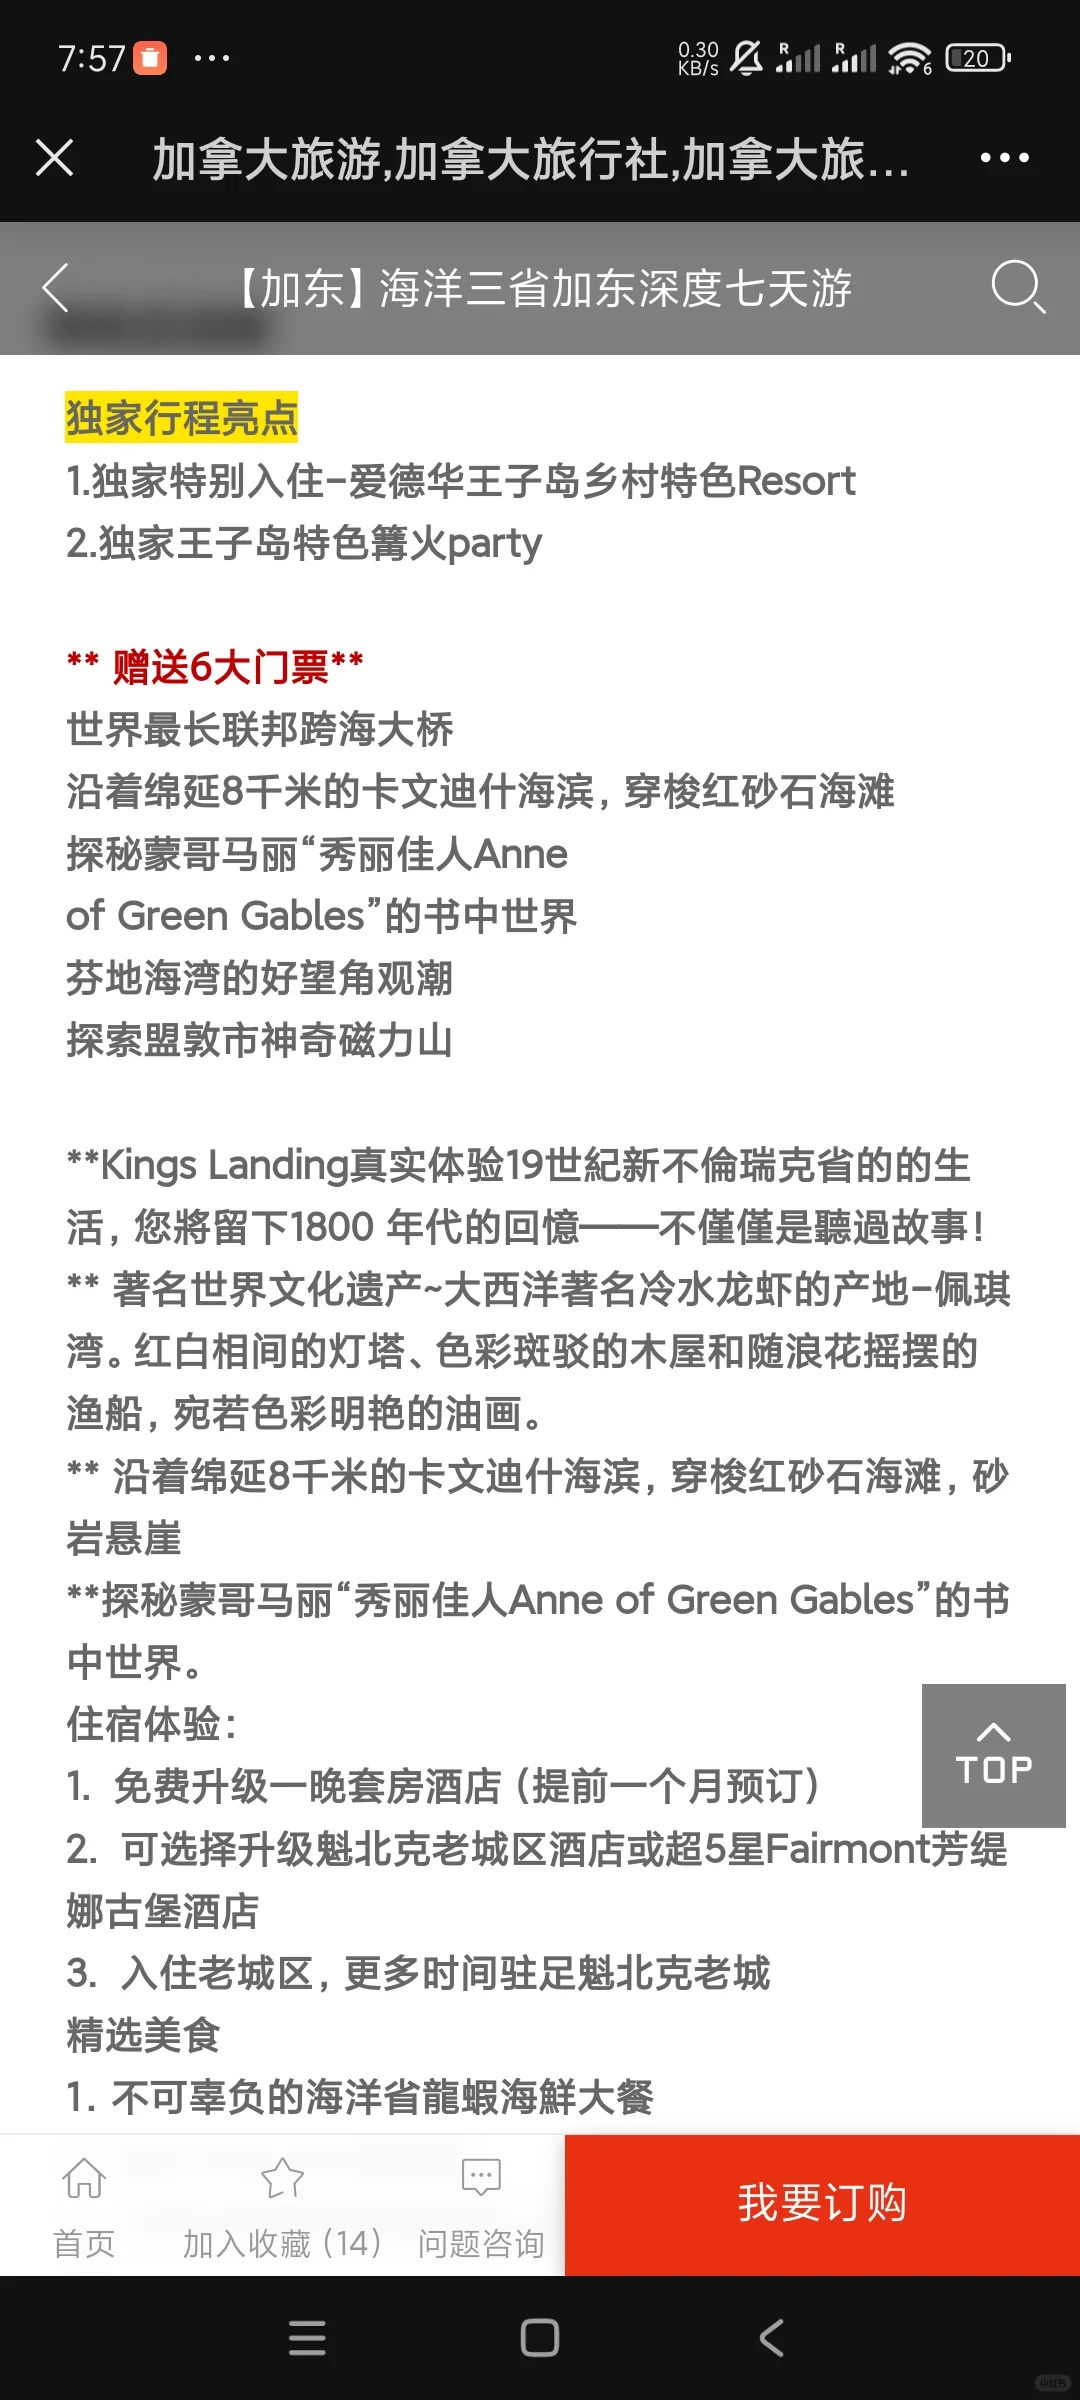 7:57
0.30
KB/s
R
R
6
20
加拿大旅游,加拿大旅行社,加拿大旅...
【加东】海洋三省加东深度七天游
独家行程亮点
1.独家特别入住-爱德华王子岛乡村特色Resort
2.独家王子岛特色篝火party
** 赠送6大门票**
世界最长联邦跨海大桥
沿着绵延8千米的卡文迪什海滨，穿梭红砂石海滩
探秘蒙哥马丽“秀丽佳人Anne
of Green Gables”的书中世界
芬地海湾的好望角观潮
探索盟敦市神奇磁力山
**Kings Landing真实体验19世紀新不倫瑞克省的的生
活，您將留下1800 年代的回憶——不僅僅是聽過故事！
** 著名世界文化遗产~大西洋著名冷水龙虾的产地-佩琪
湾。红白相间的灯塔、色彩斑驳的木屋和随浪花摇摆的
渔船，宛若色彩明艳的油画。
** 沿着绵延8千米的卡文迪什海滨，穿梭红砂石海滩，砂
岩悬崖
**探秘蒙哥马丽“秀丽佳人Anne of Green Gables”的书
中世界。
住宿体验：
1. 免费升级一晚套房酒店（提前一个月预订）
TOP
2. 可选择升级魁北克老城区酒店或超5星Fairmont芳缇
娜古堡酒店
3. 入住老城区，更多时间驻足魁北克老城
精选美食
1. 不可辜负的海洋省龍蝦海鮮大餐
首页
加入收藏（14）
问题咨询
我要订购
小红书